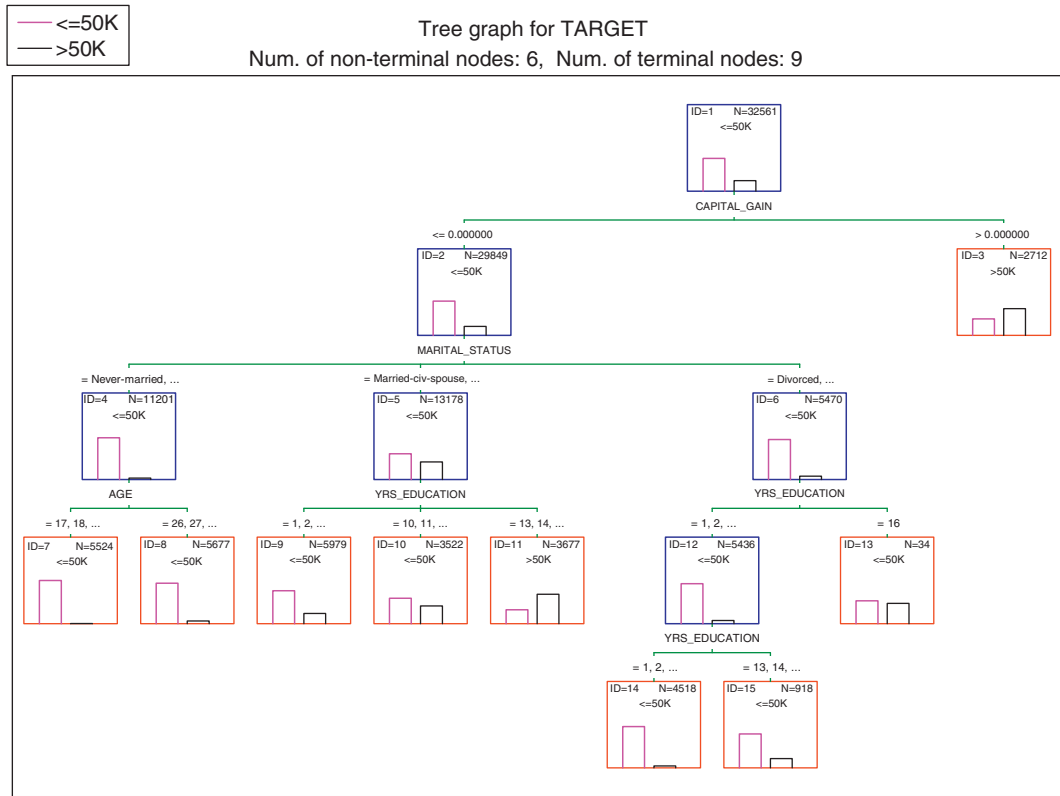 <=50K
>50K
Tree graph for TARGET
Num. of non-terminal nodes: 6, Num. of terminal nodes: 9
ID=1 N=32561
<=50K
CAPITAL_GAIN
<= 0.000000
> 0.000000
ID=2 N=29849
<=50K
ID=3 N=2712
>50K
MARITAL_STATUS
= Never-married, ...
= Married-civ-spouse, ...
= Divorced, ...
ID=4 N=11201
<=50K
ID=5 N=13178
<=50K
ID=6 N=5470
<=50K
AGE
YRS_EDUCATION
YRS_EDUCATION
= 17, 18, ...
= 26, 27, ...
= 1, 2, ...
= 10, 11, ...
= 13, 14, ...
= 1, 2, ...
= 16
ID=7 N=5524
<=50K
ID=8 N=5677
<=50K
ID=9 N=5979
<=50K
ID=10 N=3522
<=50K
ID=11 N=3677
>50K
ID=12 N=5436
<=50K
ID=13 N=34
<=50K
YRS_EDUCATION
= 1, 2, ...
= 13, 14, ...
ID=14 N=4518
<=50K
ID=15 N=918
<=50K